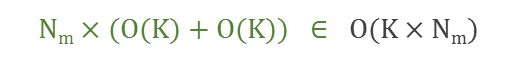 Nₘ × (O(K) + O(K)) ∈ O(K × Nₘ)